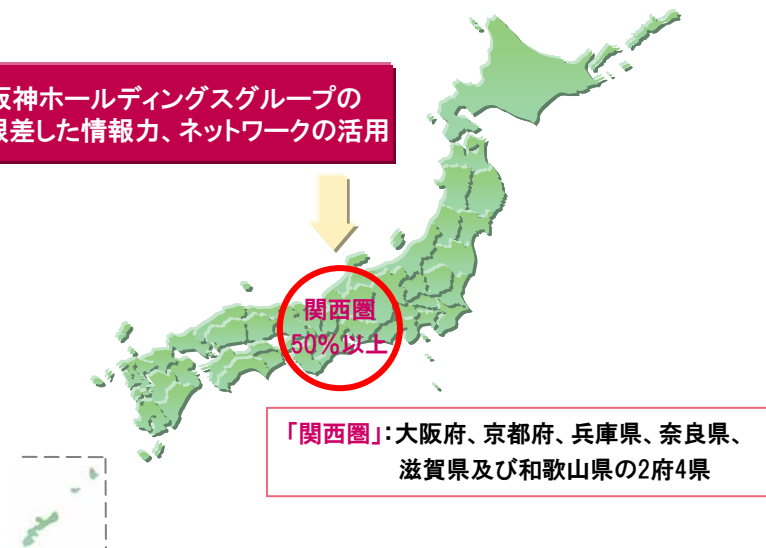 阪神ホールディングスグループの
差した情報力、ネットワークの活用
関西圏
50%以上
「関西圏」:大阪府、京都府、兵庫県、奈良県、
滋賀県及び和歌山県の2府4県